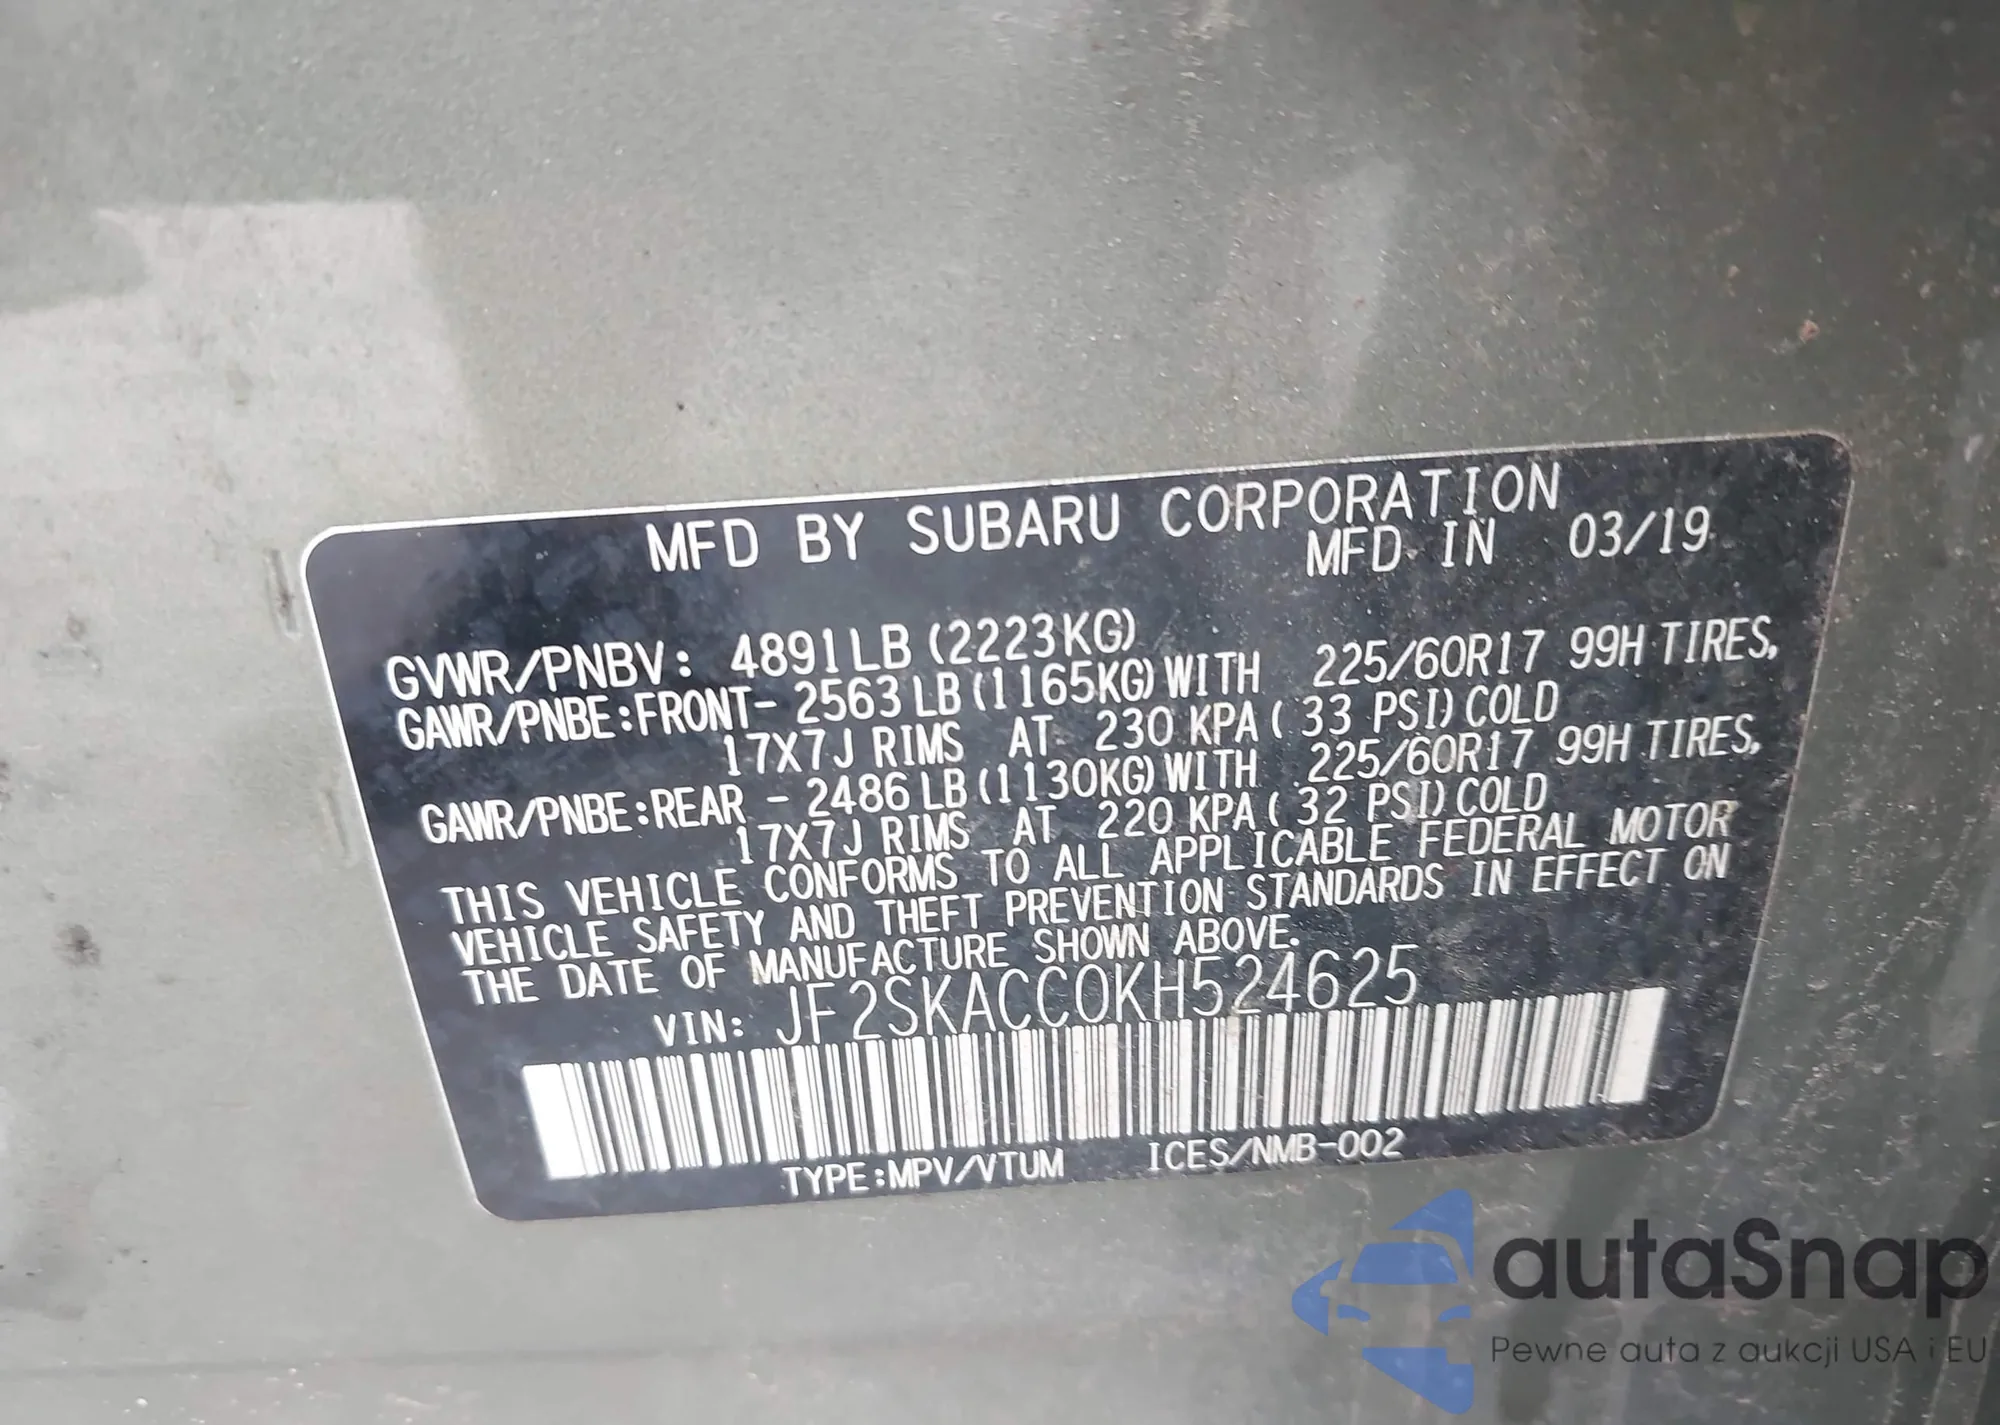 MFD BY SUBARU CORPORATION
MFD IN 03/19
GVWR/PNBV: 4891LB (2223KG)
GAWR/PNBE:FRONT- 2563 LB (1165KG) WITH 225/60R17 99H TIRES,
17X7J RIMS AT 230 KPA ( 33 PSI) COLD
GAWR/PNBE:REAR - 2486 LB (1130KG) WITH 225/60R17 99H TIRES,
17X7J RIMS AT 220 KPA ( 32 PSI) COLD
THIS VEHICLE CONFORMS TO ALL APPLICABLE FEDERAL MOTOR
VEHICLE SAFETY AND THEFT PREVENTION STANDARDS IN EFFECT ON
THE DATE OF MANUFACTURE SHOWN ABOVE.
VIN: JF2SKACC0KH524625
TYPE:MPV/VTUM ICES/NMB-002
autaSnap
Pewne auta z aukcji USA i EU